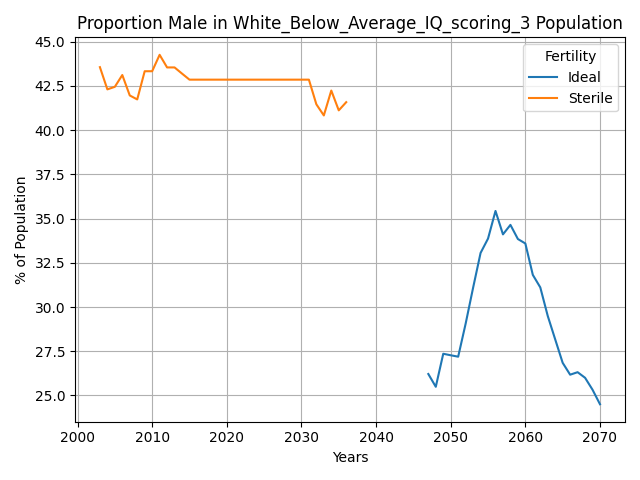 Proportion Male in White_Below_Average_IQ_scoring_3 Population
Fertility
Ideal
Sterile
45.0
42.5
40.0
37.5
35.0
32.5
30.0
27.5
25.0
% of Population
2000 2010 2020 2030 2040 2050 2060 2070
Years